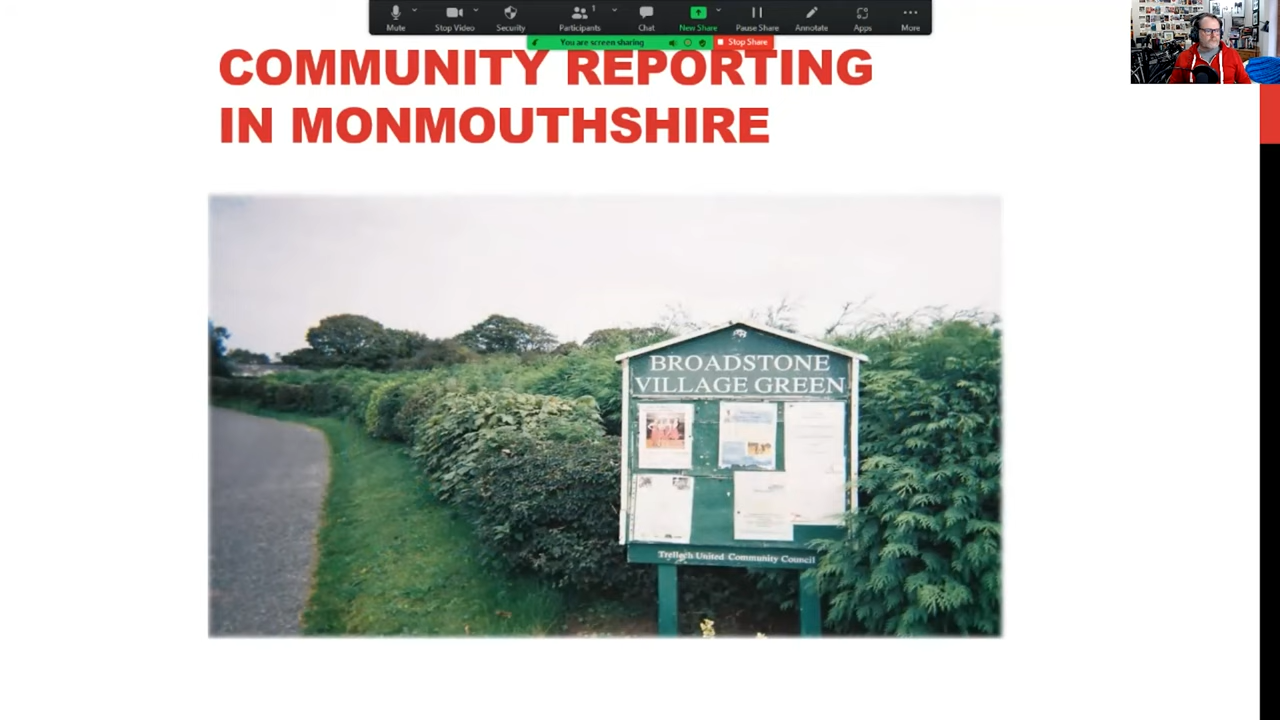 Mute
Stop Video
Security
1
Participants
Chat
New Share
Pause Share
Annotate
Apps
More
You are screen sharing
Stop Share
COMMUNITY REPORTING
IN MONMOUTHSHIRE
BROADSTONE
VILLAGE GREEN
Trellech United Community Council